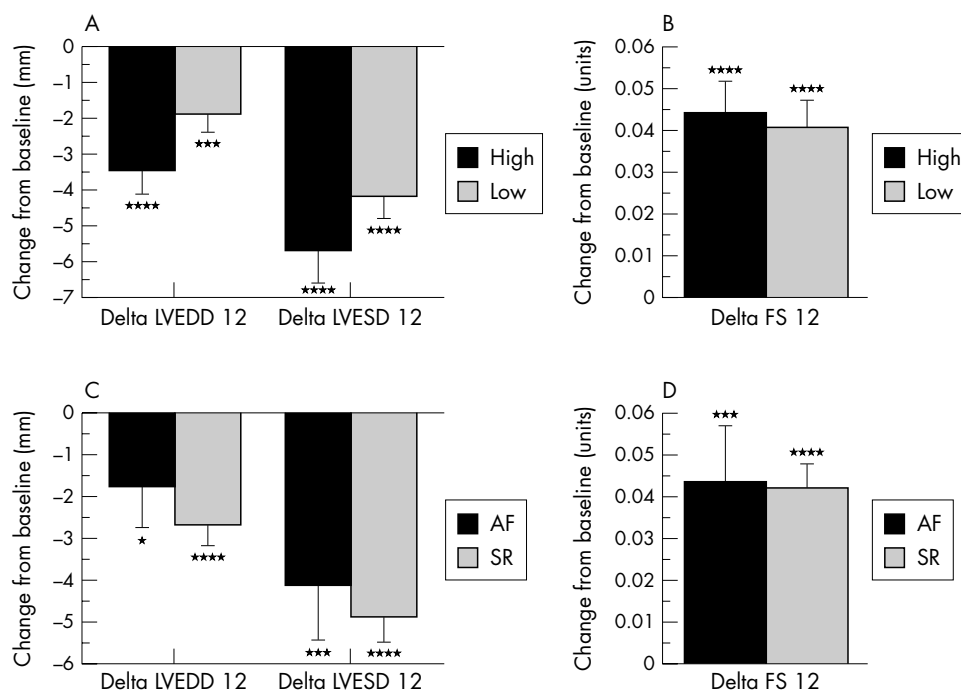 A
Change from baseline (mm)
0
–1
–2
–3
–4
–5
–6
–7
★★★★
★★★
★★★★
★★★★
Delta LVEDD 12
Delta LVESD 12
High
Low
B
Change from baseline (units)
0.06
0.05
0.04
0.03
0.02
0.01
0
★★★★
★★★★
Delta FS 12
High
Low
C
Change from baseline (mm)
0
–1
–2
–3
–4
–5
–6
★
★★★★
★★★
★★★★
Delta LVEDD 12
Delta LVESD 12
AF
SR
D
Change from baseline (units)
0.06
0.05
0.04
0.03
0.02
0.01
0
★★★
★★★★
Delta FS 12
AF
SR